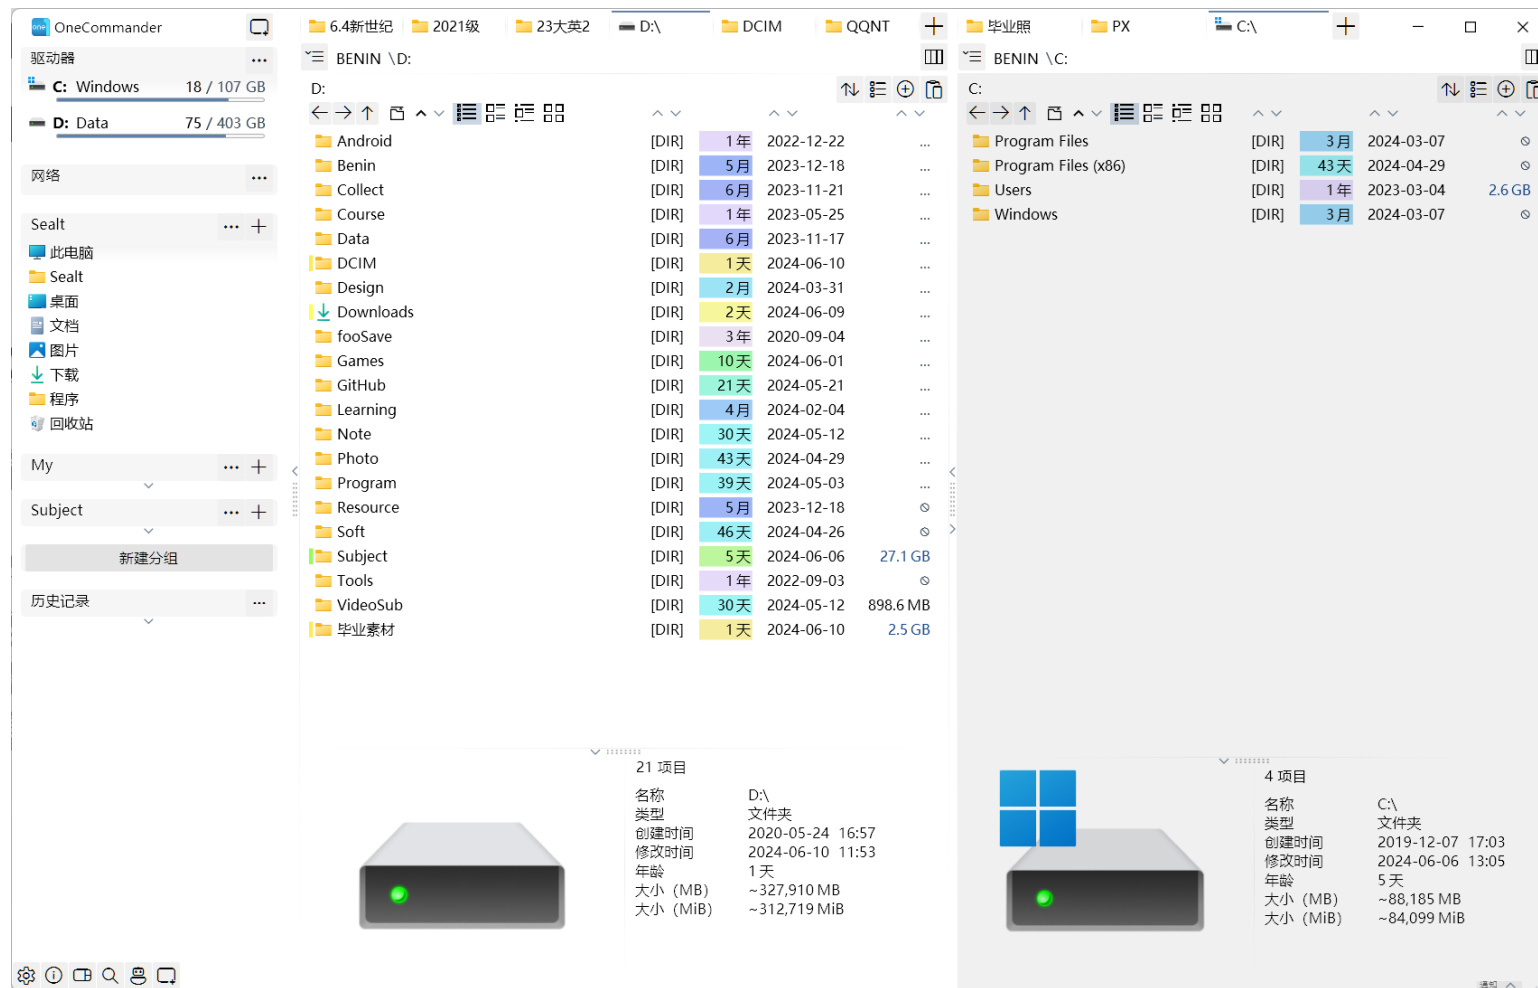 OneCommander
驱动器
C: Windows 18 / 107 GB
D: Data 75 / 403 GB
网络
Sealt
此电脑
Sealt
桌面
文档
图片
下载
程序
回收站
My
Subject
新建分组
历史记录
6.4新世纪 2021级 23大英2 D:\ DCIM QQNT
BENIN \D:
D:
Android [DIR] 1年 2022-12-22 ...
Benin [DIR] 5月 2023-12-18 ...
Collect [DIR] 6月 2023-11-21 ...
Course [DIR] 1年 2023-05-25 ...
Data [DIR] 6月 2023-11-17 ...
DCIM [DIR] 1天 2024-06-10 ...
Design [DIR] 2月 2024-03-31 ...
Downloads [DIR] 2天 2024-06-09 ...
fooSave [DIR] 3年 2020-09-04 ...
Games [DIR] 10天 2024-06-01 ...
GitHub [DIR] 21天 2024-05-21 ...
Learning [DIR] 4月 2024-02-04 ...
Note [DIR] 30天 2024-05-12 ...
Photo [DIR] 43天 2024-04-29 ...
Program [DIR] 39天 2024-05-03 ...
Resource [DIR] 5月 2023-12-18
Soft [DIR] 46天 2024-04-26
Subject [DIR] 5天 2024-06-06 27.1 GB
Tools [DIR] 1年 2022-09-03
VideoSub [DIR] 30天 2024-05-12 898.6 MB
毕业素材 [DIR] 1天 2024-06-10 2.5 GB
21 项目
名称 D:\
类型 文件夹
创建时间 2020-05-24 16:57
修改时间 2024-06-10 11:53
年龄 1天
大小（MB） ~327,910 MB
大小（MiB） ~312,719 MiB
毕业照 PX C:\
BENIN \C:
C:
Program Files [DIR] 3月 2024-03-07
Program Files (x86) [DIR] 43天 2024-04-29
Users [DIR] 1年 2023-03-04 2.6 GB
Windows [DIR] 3月 2024-03-07
4 项目
名称 C:\
类型 文件夹
创建时间 2019-12-07 17:03
修改时间 2024-06-06 13:05
年龄 5天
大小（MB） ~88,185 MB
大小（MiB） ~84,099 MiB
通知